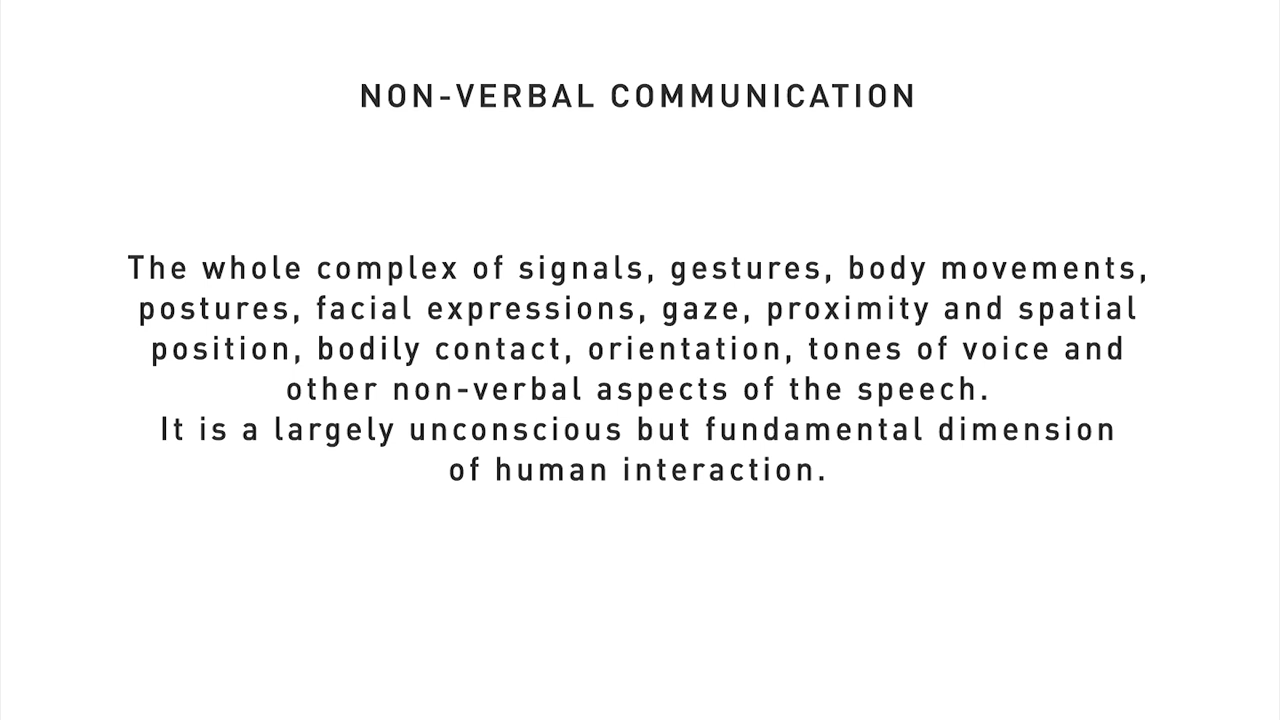 NON-VERBAL COMMUNICATION
The whole complex of signals, gestures, body movements,
postures, facial expressions, gaze, proximity and spatial
position, bodily contact, orientation, tones of voice and
other non-verbal aspects of the speech.
It is a largely unconscious but fundamental dimension
of human interaction.